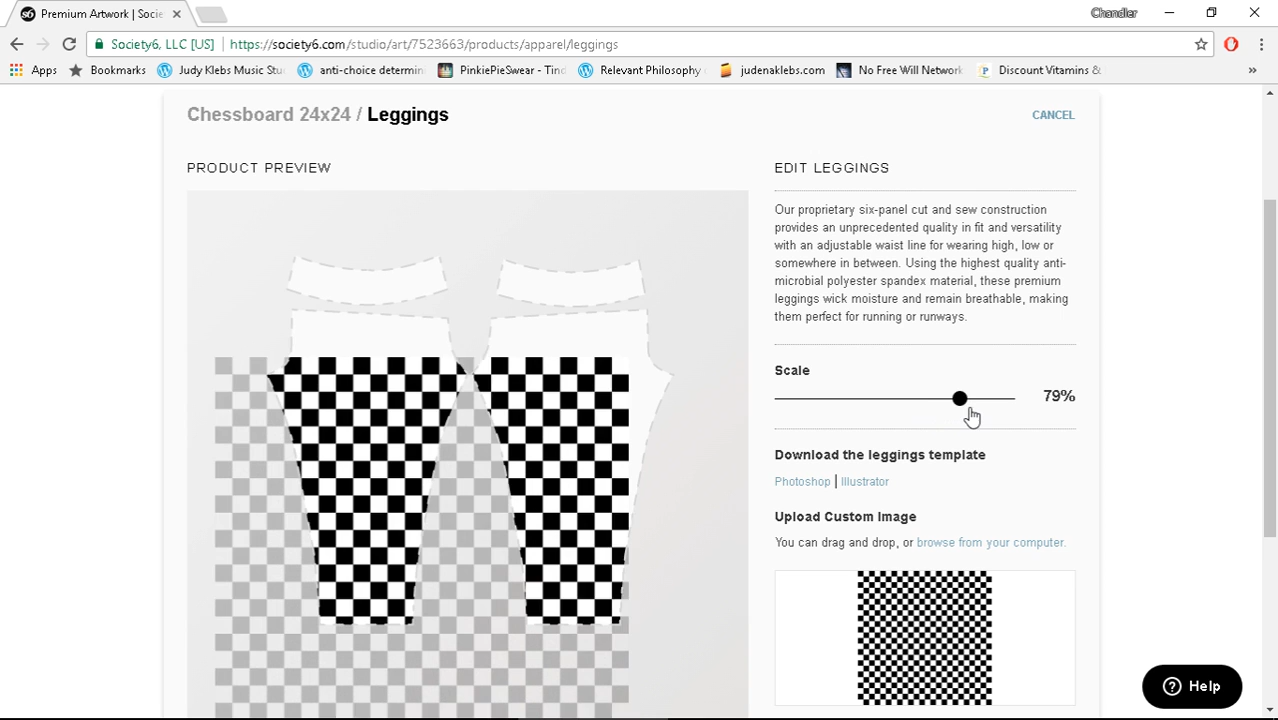 Premium Artwork | Socie
Chandler
Society6, LLC [US]
https://society6.com/studio/art/7523663/products/apparel/leggings
Apps
Bookmarks
Judy Klebs Music Stu
anti-choice determin
PinkiePieSwear - Tind
Relevant Philosophy
judenaklebs.com
No Free Will Network
Discount Vitamins &
»
Chessboard 24x24 / Leggings
CANCEL
PRODUCT PREVIEW
EDIT LEGGINGS
Our proprietary six-panel cut and sew construction
provides an unprecedented quality in fit and versatility
with an adjustable waist line for wearing high, low or
somewhere in between. Using the highest quality anti-
microbial polyester spandex material, these premium
leggings wick moisture and remain breathable, making
them perfect for running or runways.
Scale
79%
Download the leggings template
Photoshop | Illustrator
Upload Custom Image
You can drag and drop, or browse from your computer.
Help